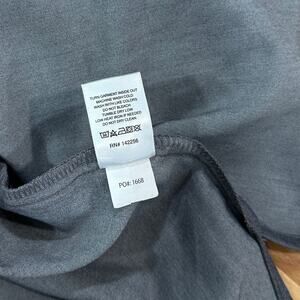 TURN GARMENT INSIDE OUT
MACHINE WASH COLD
WASH WITH LIKE COLORS
DO NOT BLEACH
TUMBLE DRY LOW
LOW HEAT IRON IF NEEDED
DO NOT DRY CLEAN
RN# 142256
PO#: 1668